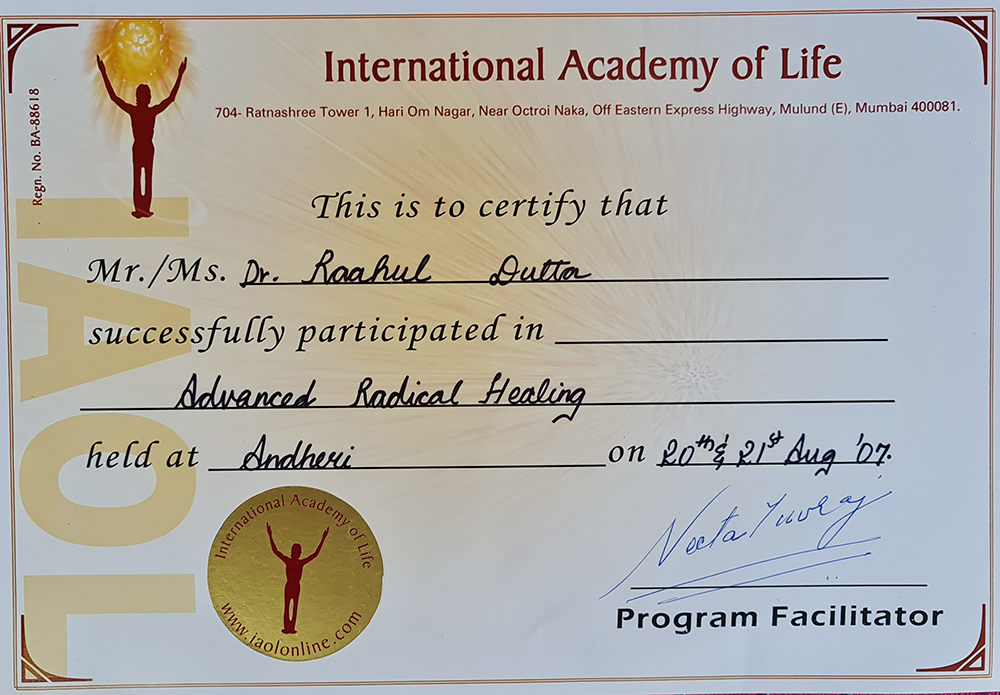 International Academy of Life
704- Ratnashree Tower 1, Hari Om Nagar, Near Octroi Naka, Off Eastern Express Highway, Mulund (E), Mumbai 400081.
Regn. No. BA-88618
IAOL
This is to certify that
Mr./Ms. Dr. Raahul Dutta
successfully participated in
Advanced Radical Healing
held at Andheri on 20th & 21st Aug '07.
International Academy of Life
www.iaolonline.com
Neeta Yuvraj
Program Facilitator